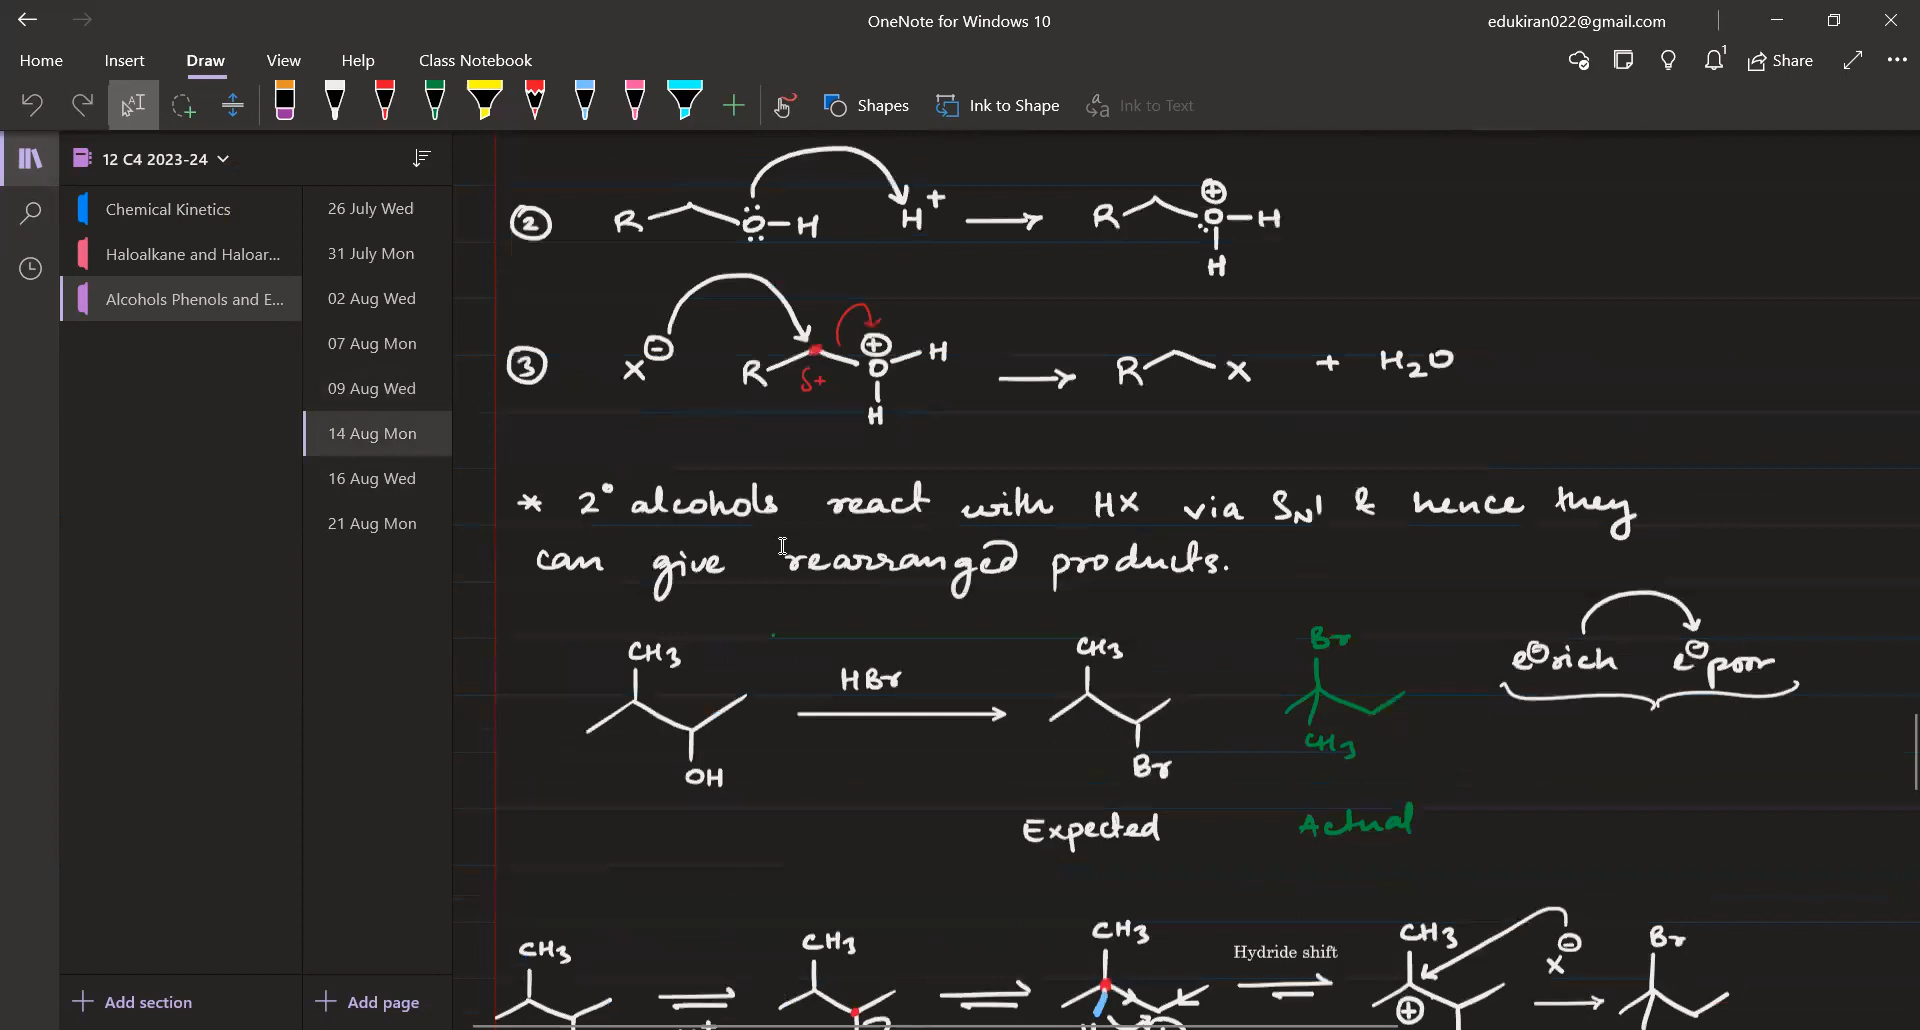 OneNote for Windows 10
edukiran022@gmail.com
Home Insert Draw View Help Class Notebook
1
Share
Shapes Ink to Shape Ink to Text
12 C4 2023-24
Chemical Kinetics
Haloalkane and Haloar...
Alcohols Phenols and E...
26 July Wed
31 July Mon
02 Aug Wed
07 Aug Mon
09 Aug Wed
14 Aug Mon
16 Aug Wed
21 Aug Mon
Add section
Add page
② R O-H H+ → R ⊕ O-H
H
③ X⊖ R δ+ ⊕ O H → R X + H2O
H
* 2° alcohols react with HX via SN1 & hence they
can give rearranged products.
CH3 HBr CH3 Br e⊖rich e⊖poor
CH3
OH Br
Expected Actual
CH3 CH3 CH3 Hydride shift CH3 X⊖ Br
⊕